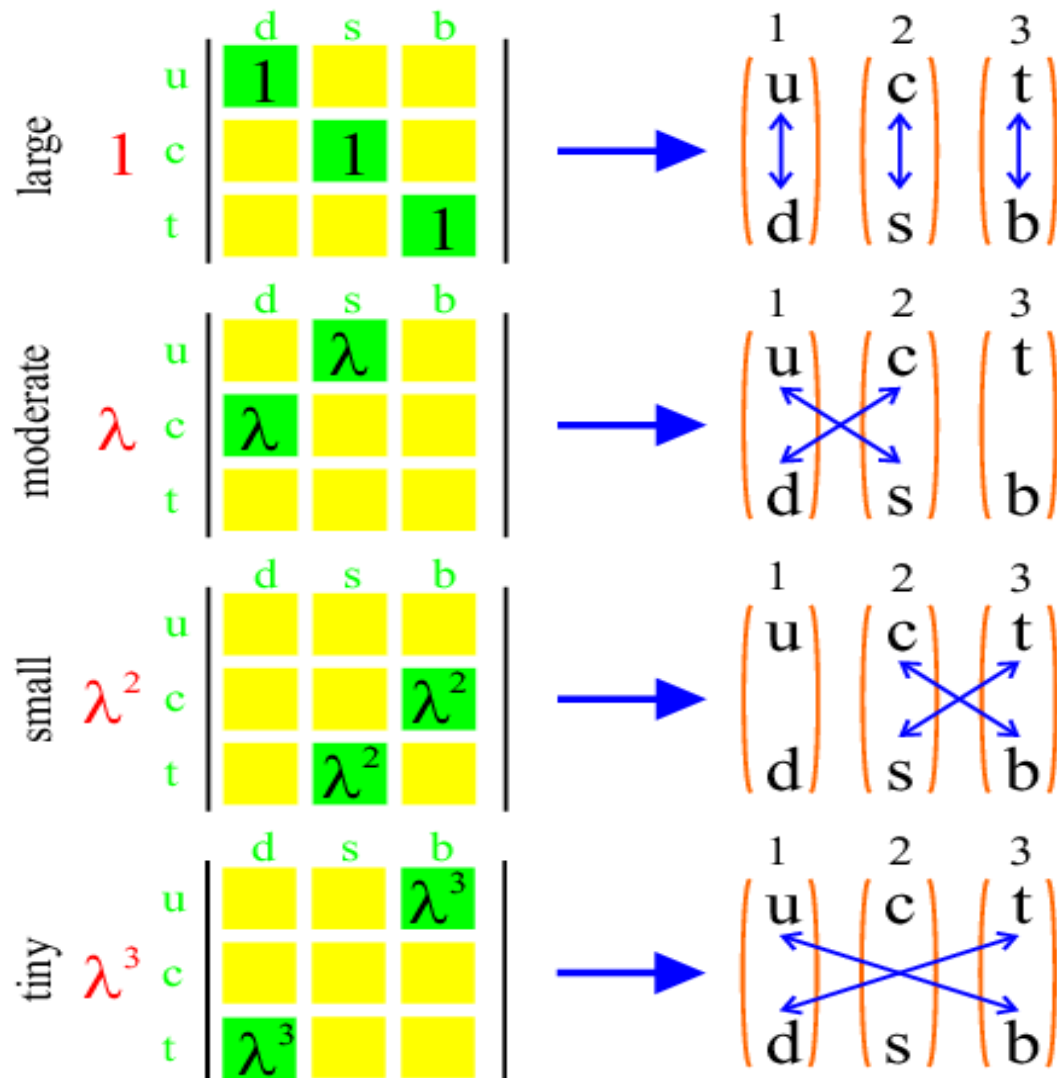 d s b 1 2 3
u 1 u c t
large 1 c 1
t 1 d s b
d s b 1 2 3
u λ u c t
moderate λ c λ
t d s b
d s b 1 2 3
u u c t
small λ² c λ²
t λ² d s b
d s b 1 2 3
u λ³ u c t
tiny λ³ c
t λ³ d s b